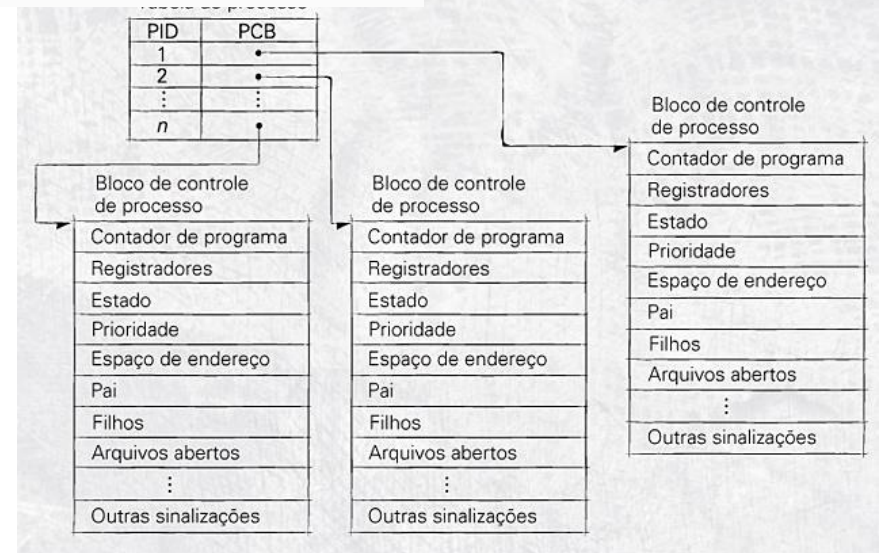 PID PCB
1
2
n
Bloco de controle
de processo
Contador de programa
Registradores
Estado
Prioridade
Espaço de endereço
Pai
Filhos
Arquivos abertos
Outras sinalizações
Bloco de controle
de processo
Contador de programa
Registradores
Estado
Prioridade
Espaço de endereço
Pai
Filhos
Arquivos abertos
Outras sinalizações
Bloco de controle
de processo
Contador de programa
Registradores
Estado
Prioridade
Espaço de endereço
Pai
Filhos
Arquivos abertos
Outras sinalizações